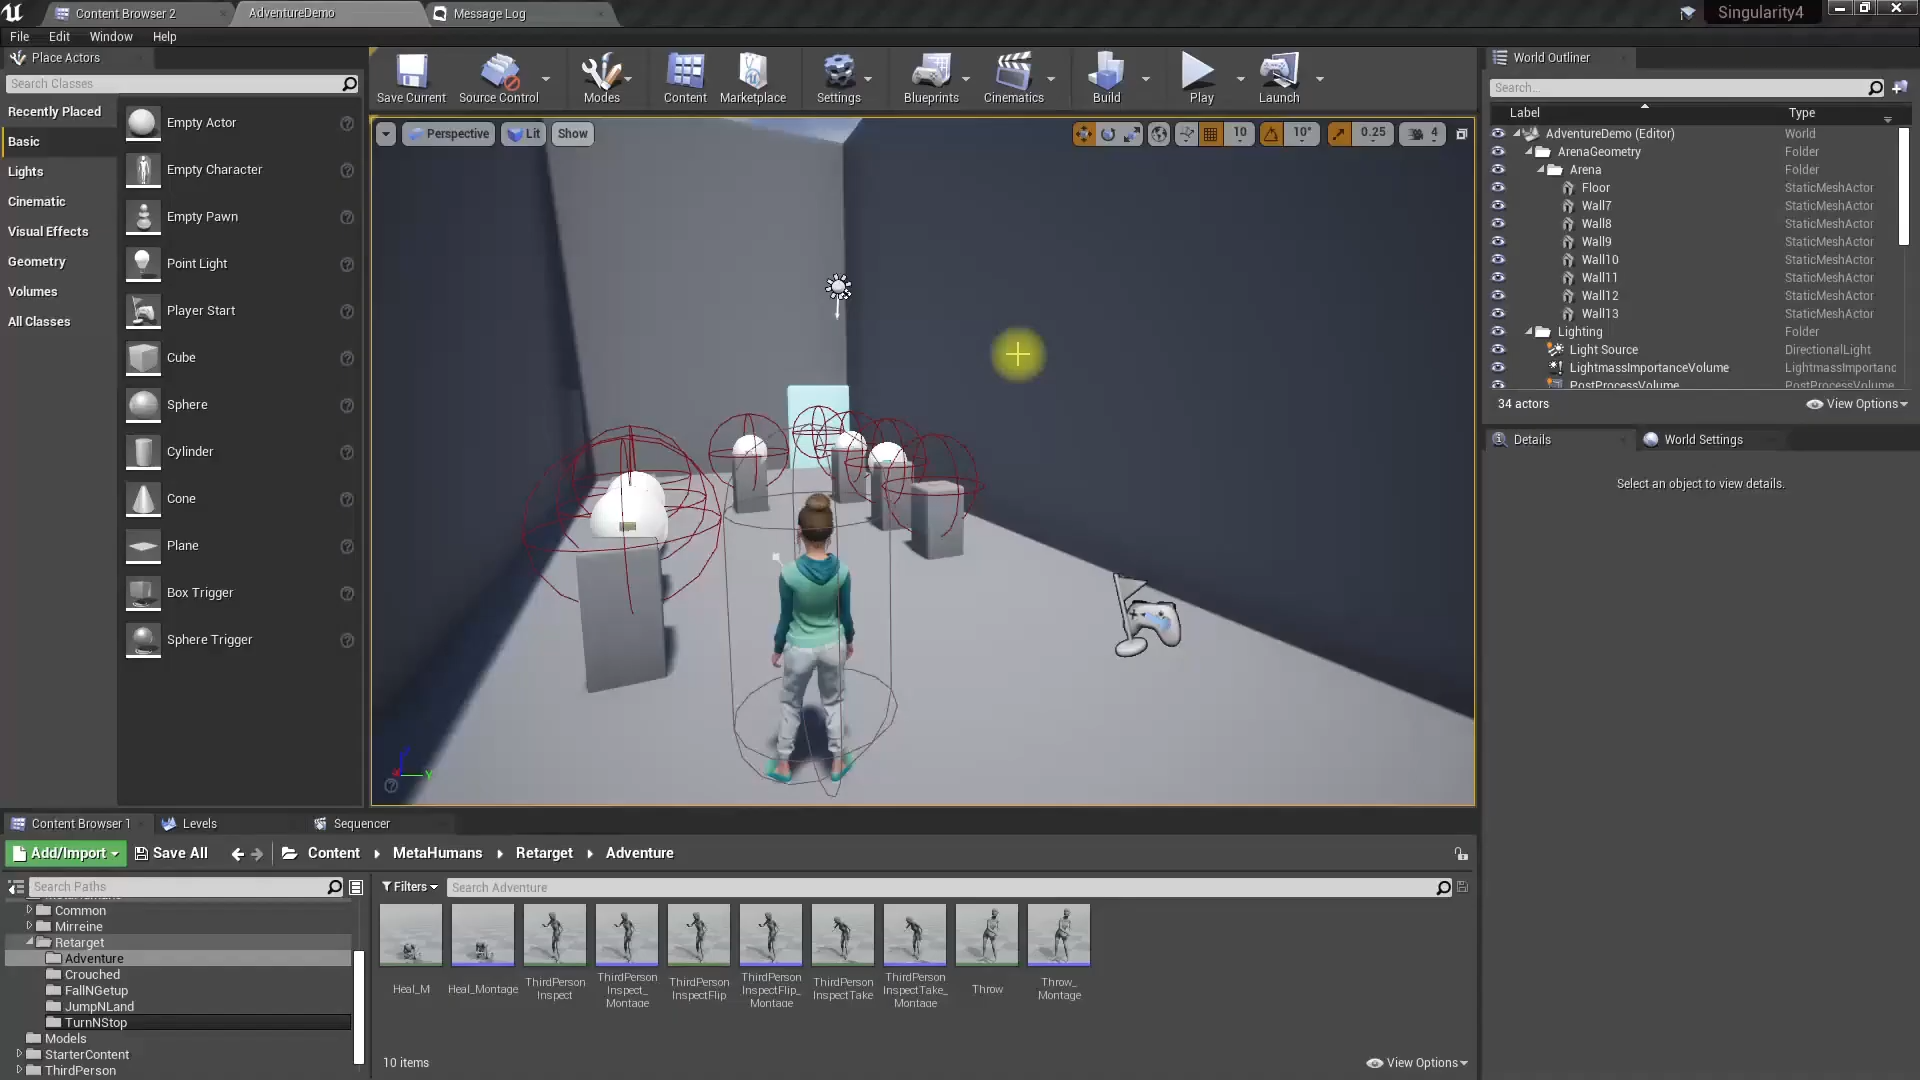 Content Browser 2
AdventureDemo
Message Log
Singularity4
File Edit Window Help
Place Actors
Search Classes
Recently Placed
Basic
Lights
Cinematic
Visual Effects
Geometry
Volumes
All Classes
Empty Actor
Empty Character
Empty Pawn
Point Light
Player Start
Cube
Sphere
Cylinder
Cone
Plane
Box Trigger
Sphere Trigger
Save Current Source Control Modes Content Marketplace Settings Blueprints Cinematics Build Play Launch
Perspective Lit Show
10 10° 0.25 4
Y
World Outliner
Search...
Label Type
AdventureDemo (Editor) World
ArenaGeometry Folder
Arena Folder
Floor StaticMeshActor
Wall7 StaticMeshActor
Wall8 StaticMeshActor
Wall9 StaticMeshActor
Wall10 StaticMeshActor
Wall11 StaticMeshActor
Wall12 StaticMeshActor
Wall13 StaticMeshActor
Lighting Folder
Light Source DirectionalLight
LightmassImportanceVolume LightmassImportanc
PostProcessVolume PostProcessVolume
34 actors View Options
Details World Settings
Select an object to view details.
Content Browser 1 Levels Sequencer
Add/Import Save All Content MetaHumans Retarget Adventure
Search Paths
Common
Mirreine
Retarget
Adventure
Crouched
FallNGetup
JumpNLand
TurnNStop
Models
StarterContent
ThirdPerson
Filters Search Adventure
Heal_M
Heal_Montage
ThirdPerson
Inspect
ThirdPerson
Inspect_
Montage
ThirdPerson
InspectFlip
ThirdPerson
InspectFlip_
Montage
ThirdPerson
InspectTake
ThirdPerson
InspectTake_
Montage
Throw
Throw_
Montage
10 items View Options